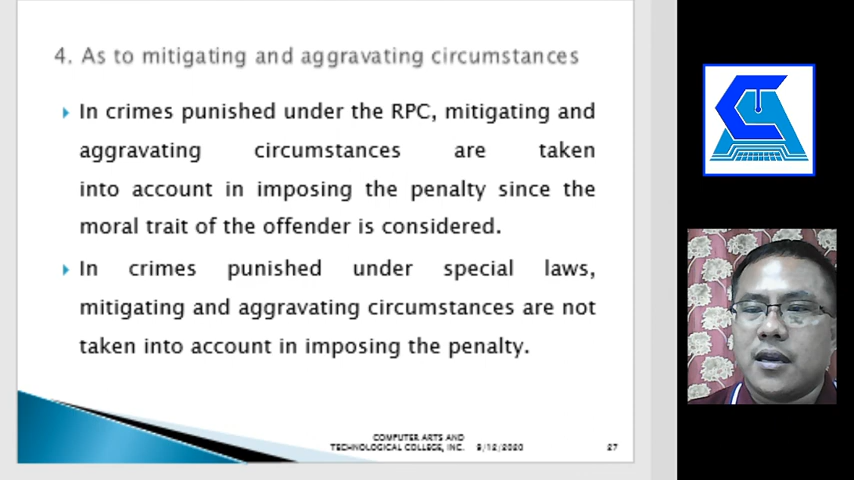 4. As to mitigating and aggravating circumstances
In crimes punished under the RPC, mitigating and
aggravating circumstances are taken
into account in imposing the penalty since the
moral trait of the offender is considered.
In crimes punished under special laws,
mitigating and aggravating circumstances are not
taken into account in imposing the penalty.
COMPUTER ARTS AND
TECHNOLOGICAL COLLEGE, INC. 9/12/2020 27